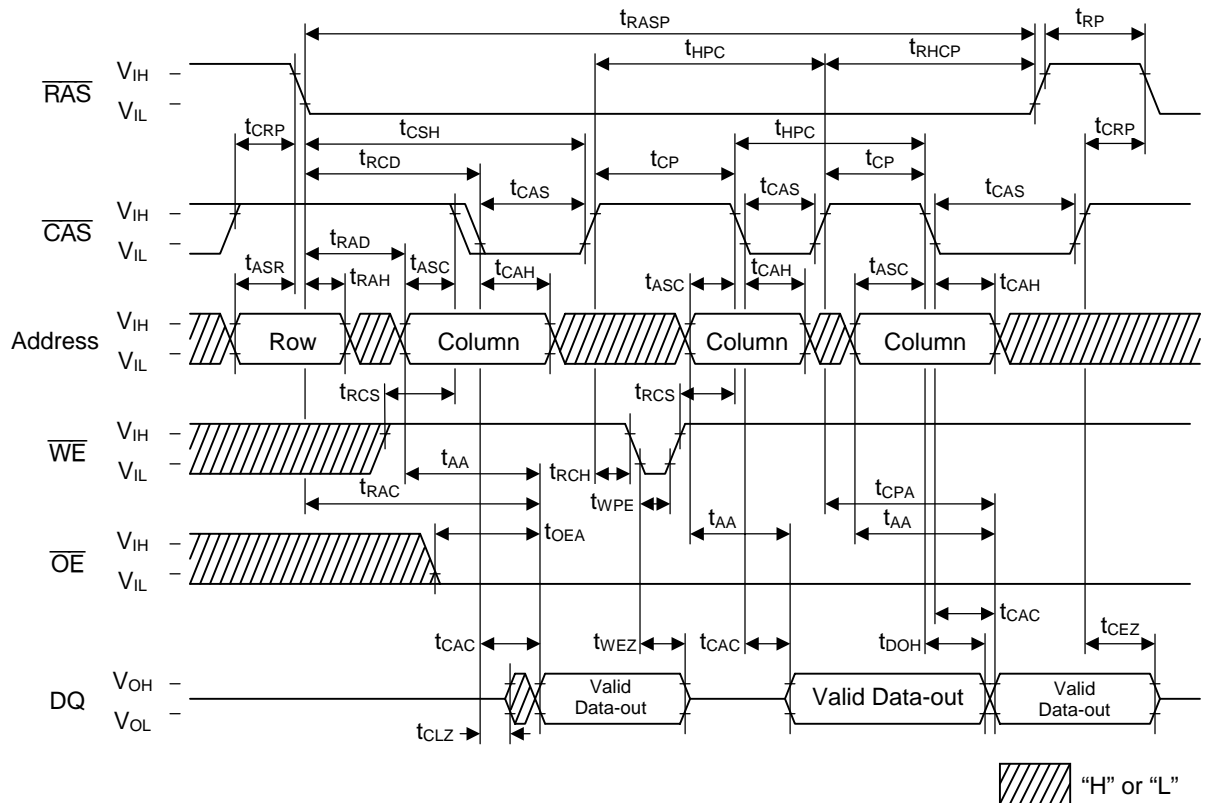 tRASP
tRP
tHPC
tRHCP
RAS
VIH
VIL
tCRP
tCSH
tHPC
tCRP
tRCD
tCP
tCP
tCAS
tCAS
tCAS
CAS
VIH
VIL
tRAD
tASR
tRAH
tASC
tCAH
tASC
tCAH
tASC
tCAH
Address
VIH
VIL
Row
Column
Column
Column
tRCS
tRCS
WE
VIH
VIL
tAA
tRCH
tRAC
tWPE
tCPA
tAA
tAA
OE
VIH
VIL
tOEA
tCAC
tCAC
tWEZ
tCAC
tDOH
tCEZ
DQ
VOH
VOL
Valid
Data-out
Valid Data-out
Valid
Data-out
tCLZ
“H” or “L”